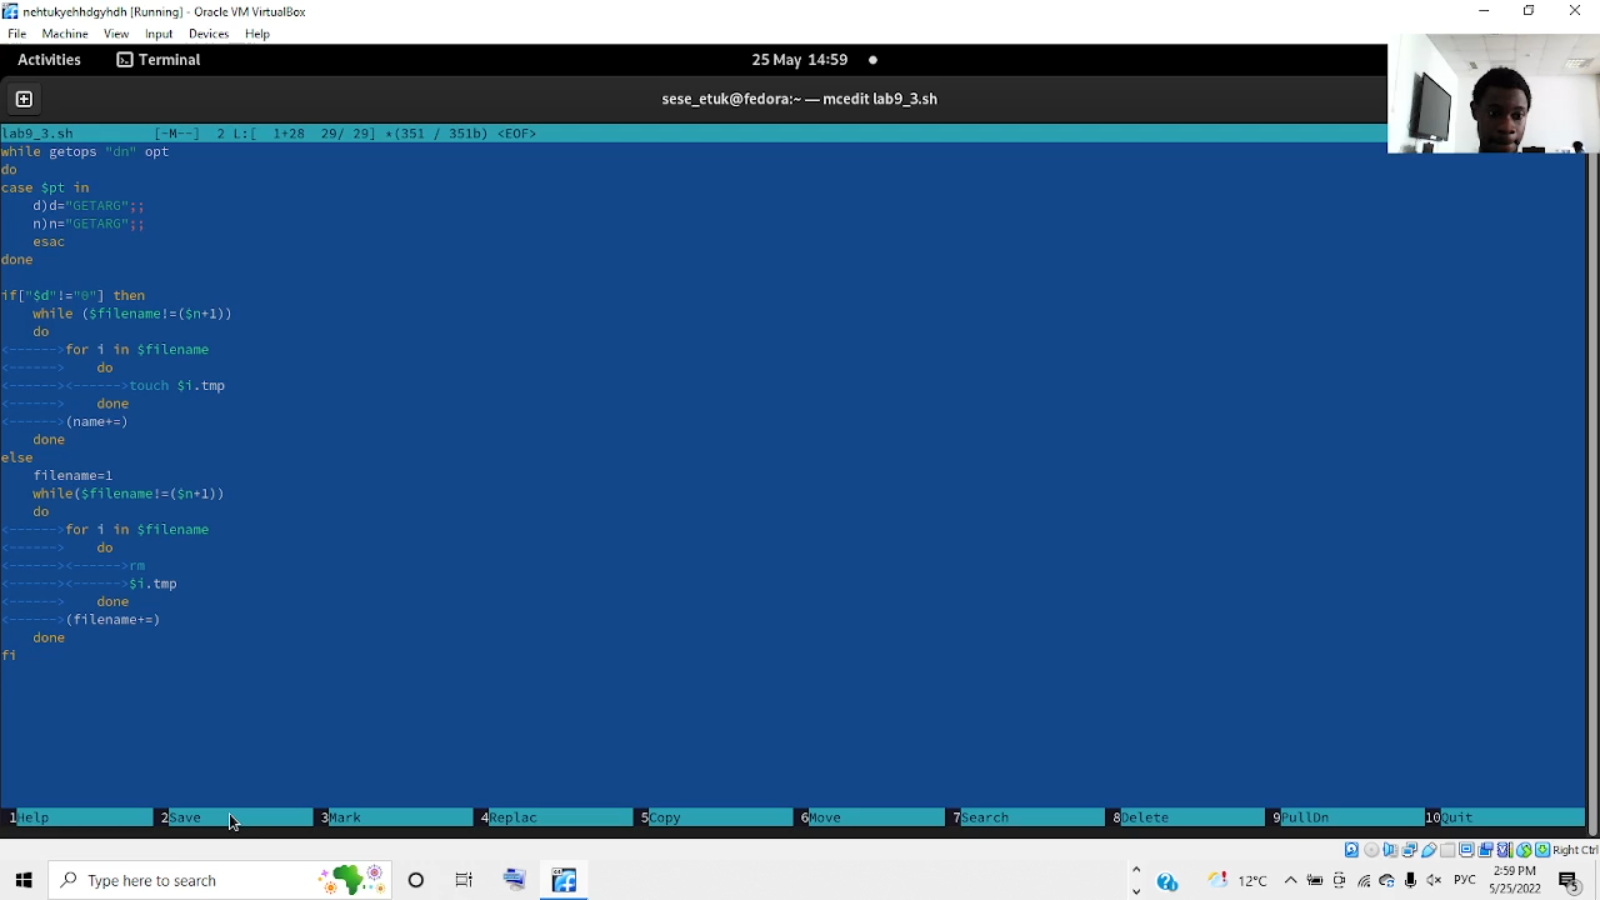 nehtukyehhdgyhdh [Running] - Oracle VM VirtualBox
File Machine View Input Devices Help
Activities Terminal 25 May 14:59
sese_etuk@fedora:~ — mcedit lab9_3.sh
lab9_3.sh [-M--] 2 L:[ 1+28 29/ 29] *(351 / 351b) <EOF>
while getops "dn" opt
do
case $pt in
d)d="GETARG";;
n)n="GETARG";;
esac
done
if["$d"!="0"] then
while ($filename!=($n+1))
do
<------>for i in $filename
<------> do
<------><------>touch $i.tmp
<------> done
<------>(name+=)
done
else
filename=1
while($filename!=($n+1))
do
<------>for i in $filename
<------> do
<------><------>rm
<------><------>$i.tmp
<------> done
<------>(filename+=)
done
fi
1Help 2Save 3Mark 4Replac 5Copy 6Move 7Search 8Delete 9PullDn 10Quit
Right Ctrl
Type here to search 12°C РУС 2:59 PM
5/25/2022 5